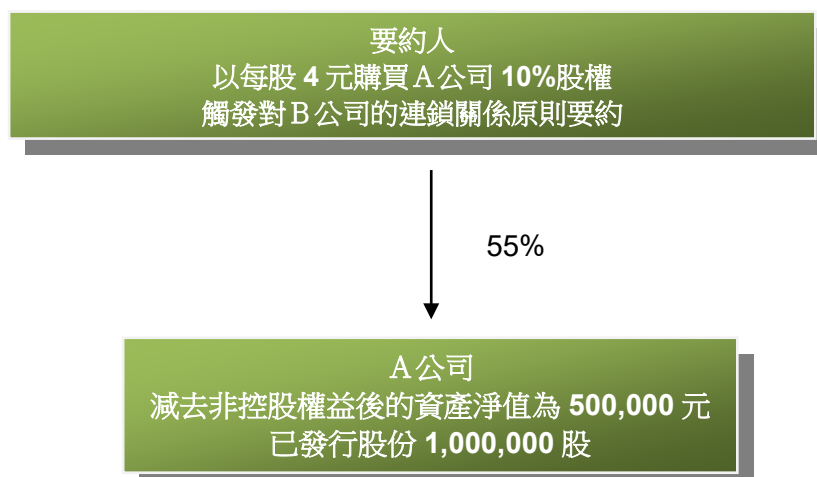 要約人
以每股 4 元購買Ａ公司 10%股權
觸發對Ｂ公司的連鎖關係原則要約
55%
Ａ公司
減去非控股權益後的資產淨值為 500,000 元
已發行股份 1,000,000 股